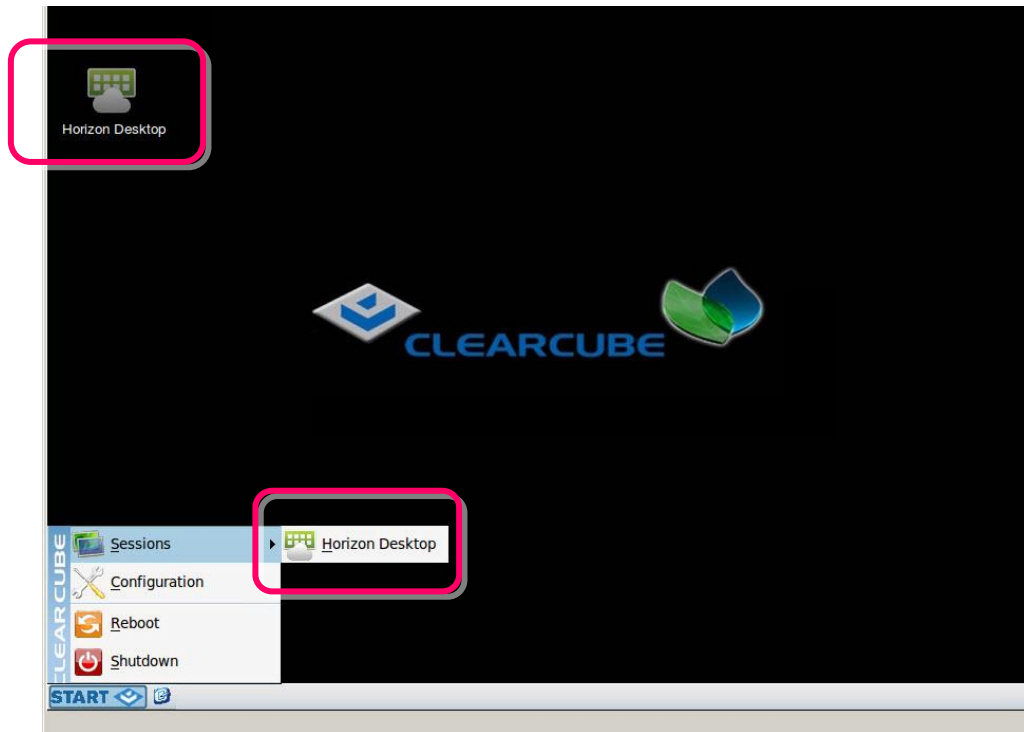 Horizon Desktop
CLEARCUBE
CLEARCUBE
Sessions
Horizon Desktop
Configuration
Reboot
Shutdown
START